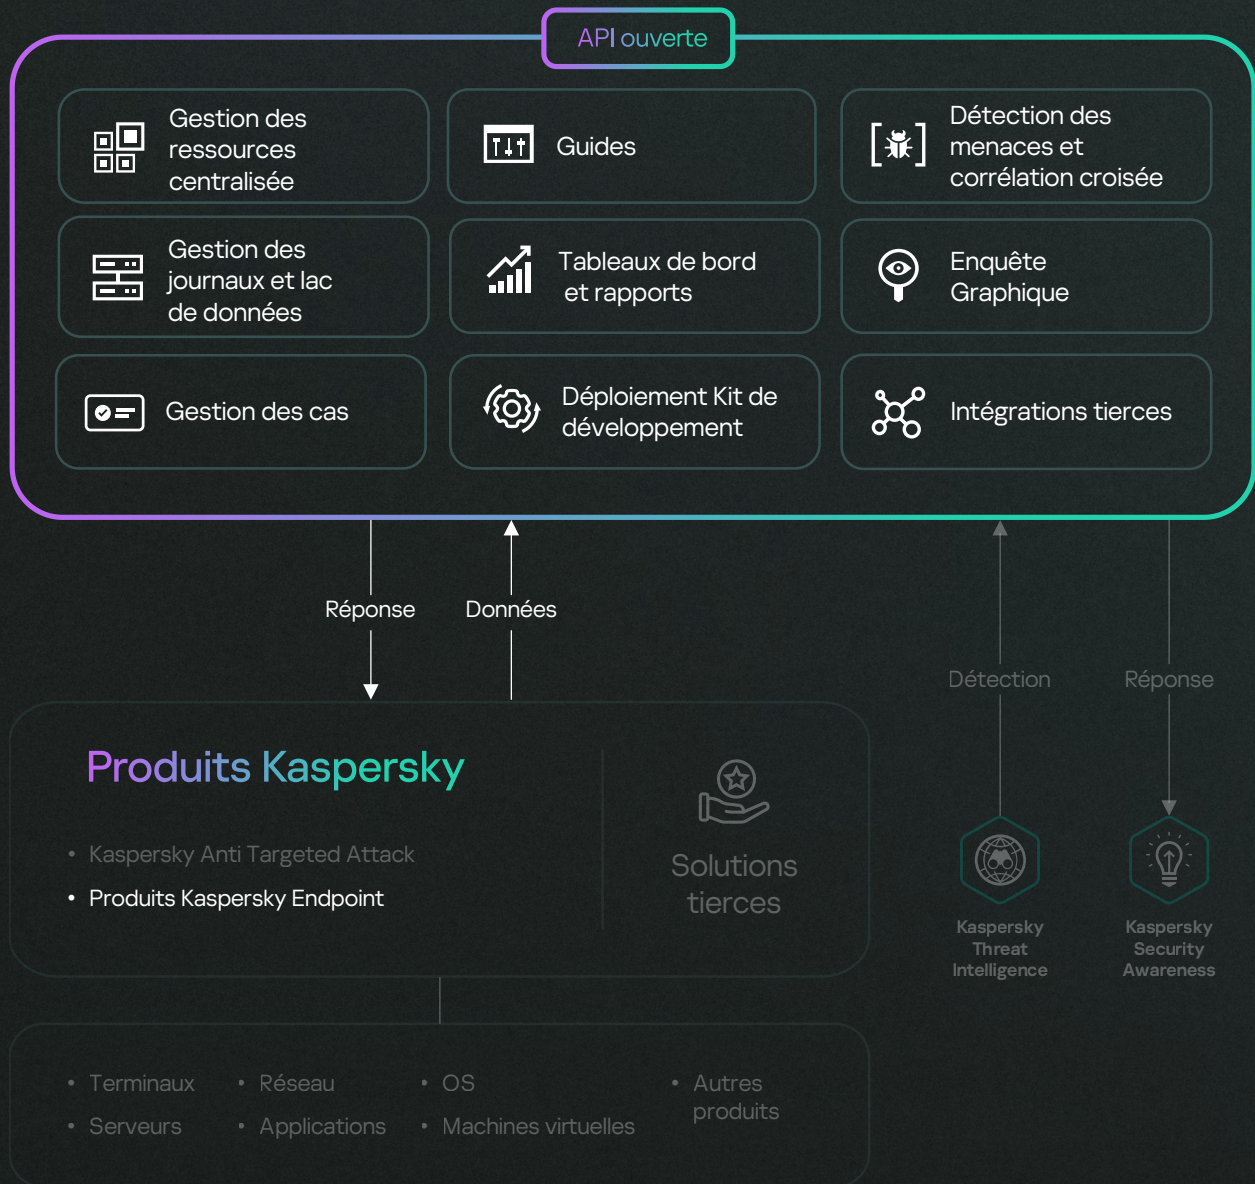 API ouverte
Gestion des
ressources
centralisée
Guides
Détection des
menaces et
corrélation croisée
Gestion des
journaux et lac
de données
Tableaux de bord
et rapports
Enquête
Graphique
Gestion des cas
Déploiement Kit de
développement
Intégrations tierces
Réponse
Données
Détection
Réponse
Produits Kaspersky
• Kaspersky Anti Targeted Attack
• Produits Kaspersky Endpoint
Solutions
tierces
Kaspersky
Threat
Intelligence
Kaspersky
Security
Awareness
• Terminaux
• Serveurs
• Réseau
• Applications
• OS
• Machines virtuelles
• Autres
produits